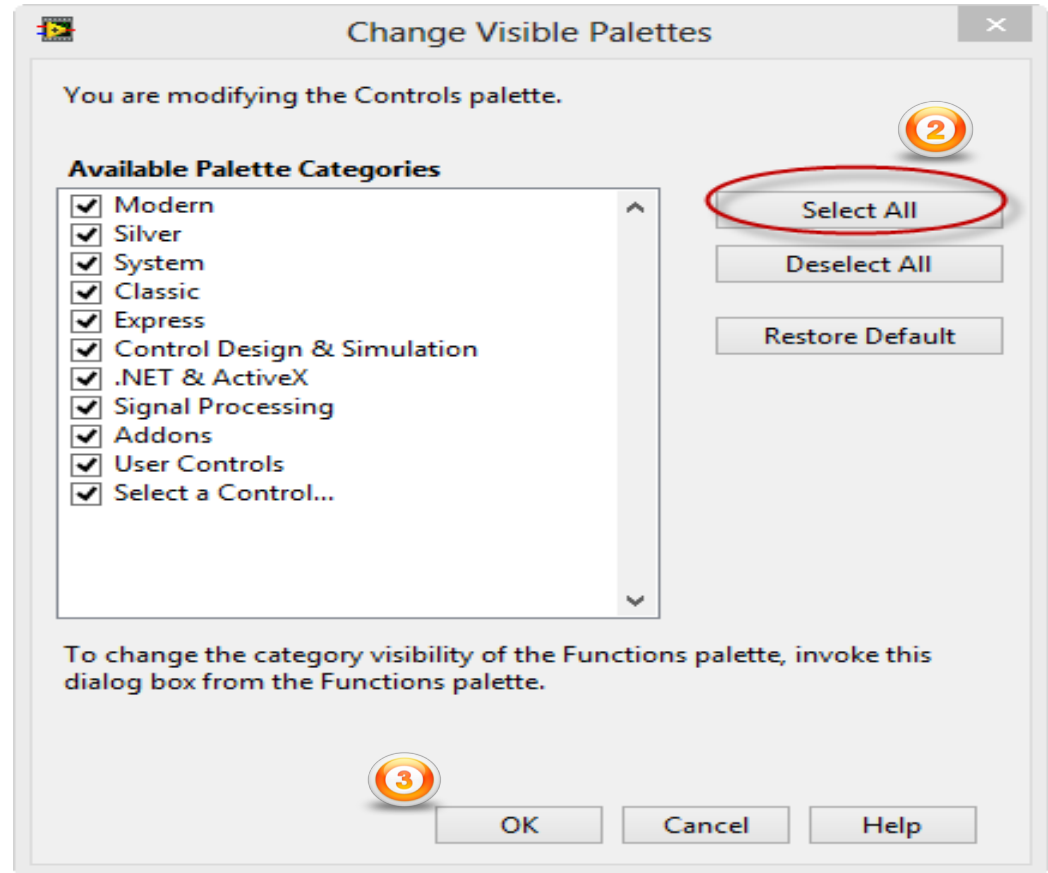 Change Visible Palettes
You are modifying the Controls palette.
2
Available Palette Categories
Modern
Silver
System
Classic
Express
Control Design & Simulation
.NET & ActiveX
Signal Processing
Addons
User Controls
Select a Control...
Select All
Deselect All
Restore Default
To change the category visibility of the Functions palette, invoke this
dialog box from the Functions palette.
3
OK
Cancel
Help